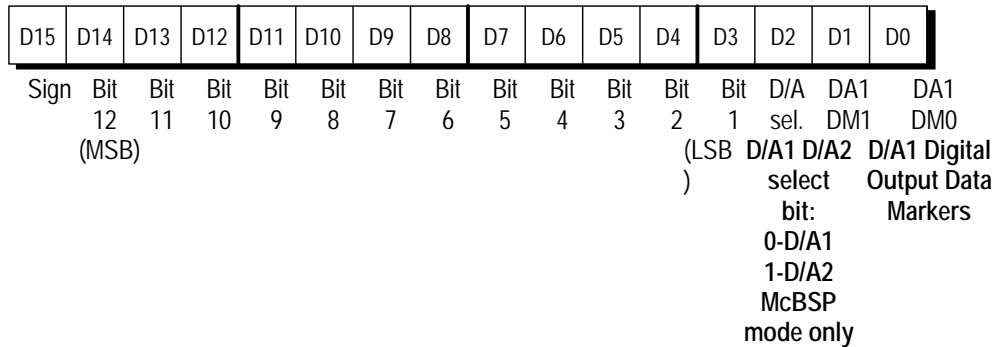 D15 D14 D13 D12 D11 D10 D9 D8 D7 D6 D5 D4 D3 D2 D1 D0
Sign Bit Bit Bit Bit Bit Bit Bit Bit Bit Bit Bit Bit D/A DA1 DA1
12 11 10 9 8 7 6 5 4 3 2 1 sel. DM1 DM0
(MSB) (LSB D/A1 D/A2 D/A1 Digital
) select Output Data
bit: Markers
0-D/A1
1-D/A2
McBSP
mode only